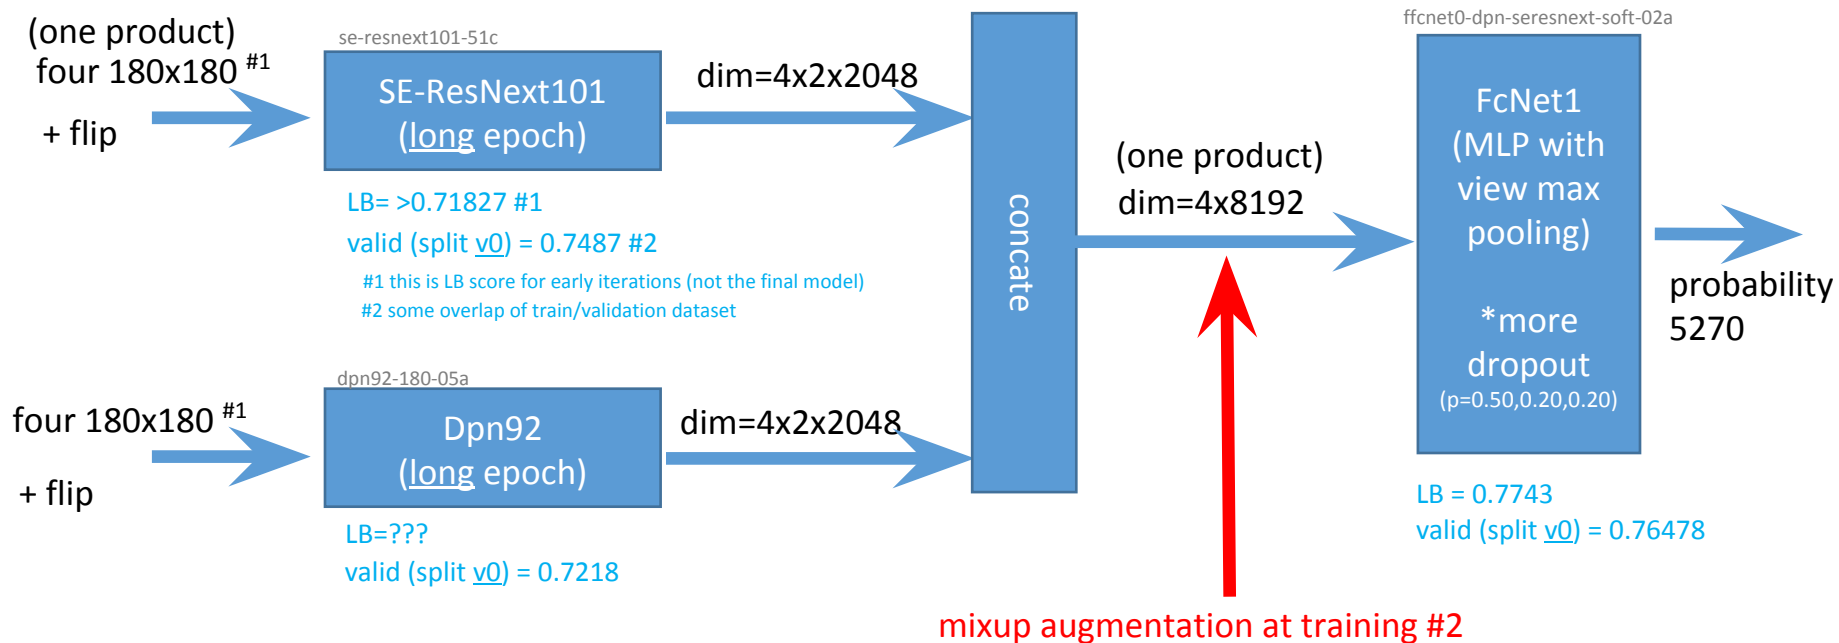 (one product)
four 180x180 #1
+ flip
se-resnext101-51c
SE-ResNext101
(long epoch)
LB= >0.71827 #1
valid (split v0) = 0.7487 #2
#1 this is LB score for early iterations (not the final model)
#2 some overlap of train/validation dataset
dim=4x2x2048
four 180x180 #1
+ flip
dpn92-180-05a
Dpn92
(long epoch)
LB=???
valid (split v0) = 0.7218
dim=4x2x2048
concate
(one product)
dim=4x8192
mixup augmentation at training #2
ffcnet0-dpn-seresnext-soft-02a
FcNet1
(MLP with
view max
pooling)
*more
dropout
(p=0.50,0.20,0.20)
LB = 0.7743
valid (split v0) = 0.76478
probability
5270